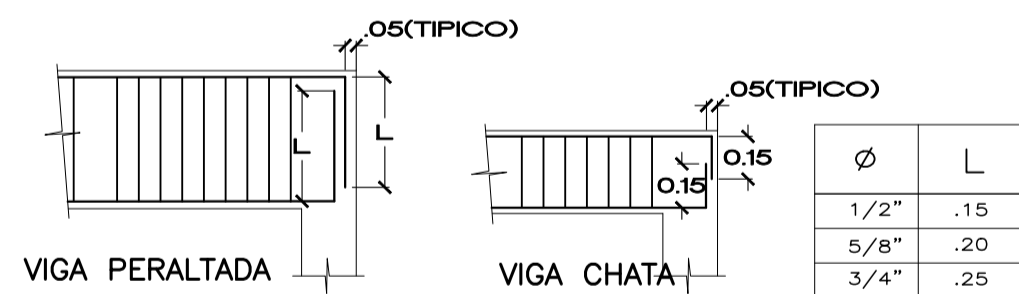 .05(TIPICO)
L
L
VIGA PERALTADA
.05(TIPICO)
0.15
0.15
VIGA CHATA
Ø L
1/2" .15
5/8" .20
3/4" .25